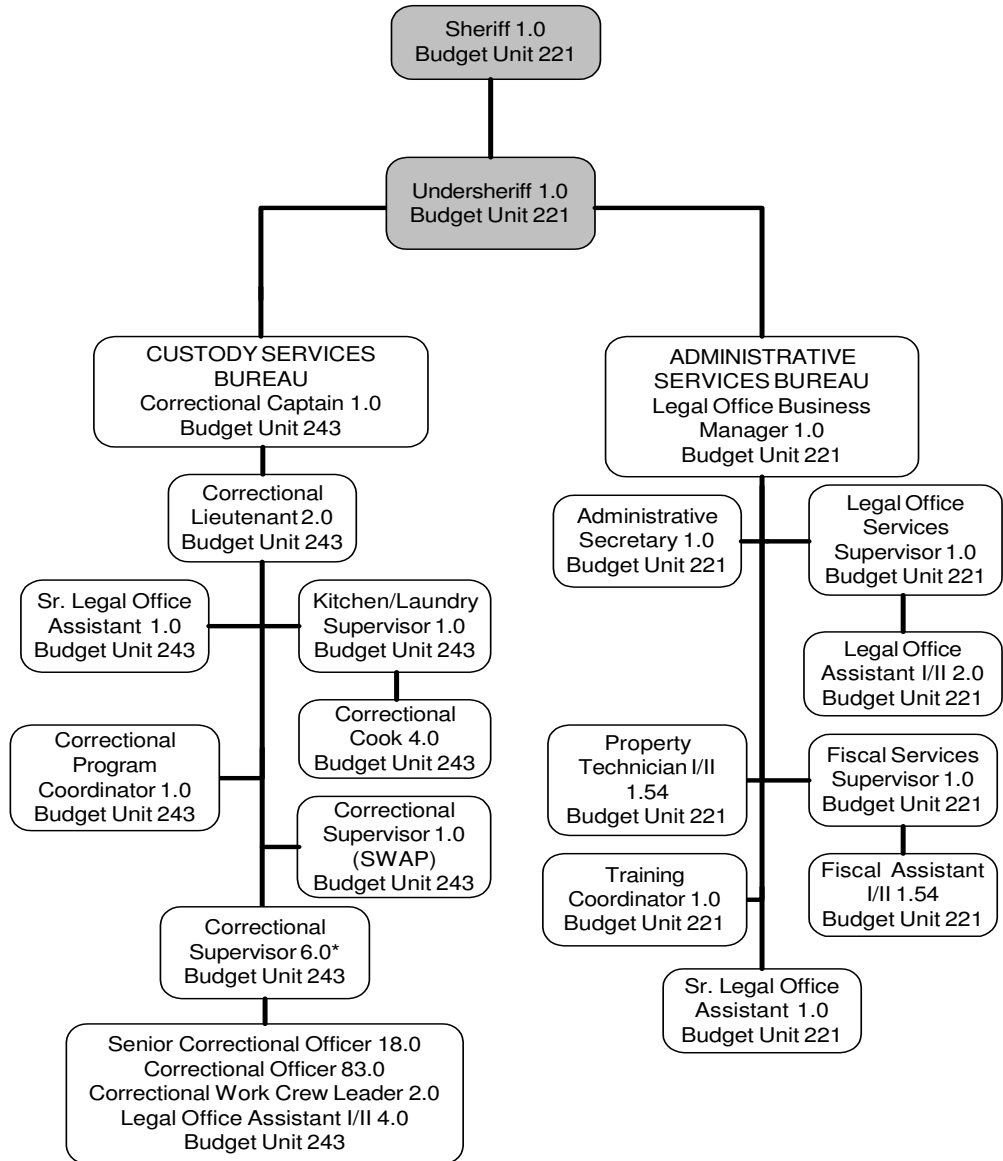 Sheriff 1.0
Budget Unit 221
Undersheriff 1.0
Budget Unit 221
CUSTODY SERVICES
BUREAU
Correctional Captain 1.0
Budget Unit 243
Correctional
Lieutenant 2.0
Budget Unit 243
Sr. Legal Office
Assistant 1.0
Budget Unit 243
Kitchen/Laundry
Supervisor 1.0
Budget Unit 243
Correctional
Cook 4.0
Budget Unit 243
Correctional
Program
Coordinator 1.0
Budget Unit 243
Correctional
Supervisor 1.0
(SWAP)
Budget Unit 243
Correctional
Supervisor 6.0*
Budget Unit 243
Senior Correctional Officer 18.0
Correctional Officer 83.0
Correctional Work Crew Leader 2.0
Legal Office Assistant I/II 4.0
Budget Unit 243
ADMINISTRATIVE
SERVICES BUREAU
Legal Office Business
Manager 1.0
Budget Unit 221
Administrative
Secretary 1.0
Budget Unit 221
Legal Office
Services
Supervisor 1.0
Budget Unit 221
Legal Office
Assistant I/II 2.0
Budget Unit 221
Property
Technician I/II
1.54
Budget Unit 221
Fiscal Services
Supervisor 1.0
Budget Unit 221
Fiscal Assistant
I/II 1.54
Budget Unit 221
Training
Coordinator 1.0
Budget Unit 221
Sr. Legal Office
Assistant 1.0
Budget Unit 221